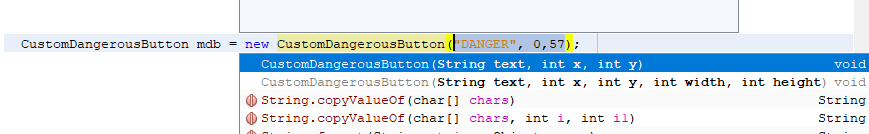 CustomDangerousButton mdb = new CustomDangerousButton("DANGER", 0,57);
CustomDangerousButton(String text, int x, int y) void
CustomDangerousButton(String text, int x, int y, int width, int height) void
String.copyValueOf(char[] chars) String
String.copyValueOf(char[] chars, int i, int i1) String